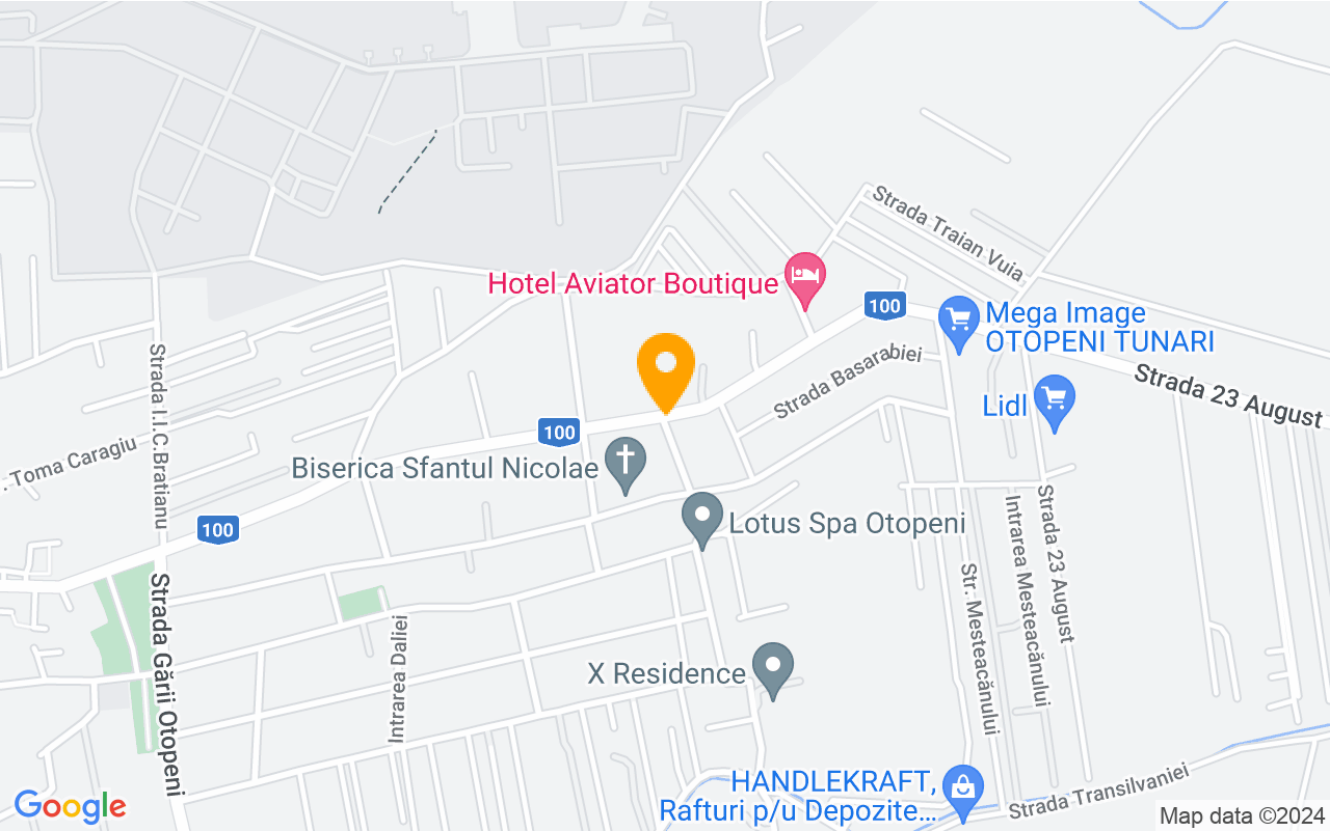 Strada Traian Vuia
Hotel Aviator Boutique
100
Mega Image
OTOPENI TUNARI
Strada Basarabiei
Strada 23 August
Lidl
100
. Toma Caragiu
Strada I.I.C.Bratianu
Biserica Sfantul Nicolae
100
Lotus Spa Otopeni
Strada Gării Otopeni
Intrarea Daliei
Str. Mesteacănului
Intrarea Mesteacănului
Strada 23 August
X Residence
HANDLEKRAFT,
Rafturi p/u Depozite...
Strada Transilvaniei
Google
Map data ©2024